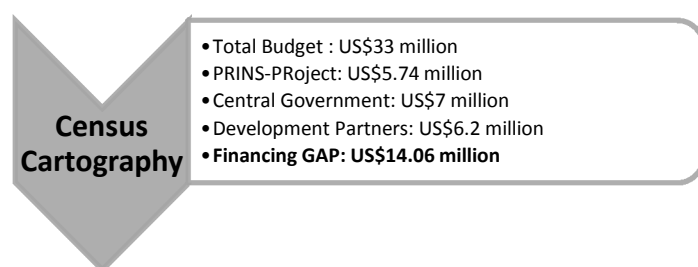 Census
Cartography
•Total Budget : US$33 million
•PRINS-PRoject: US$5.74 million
•Central Government: US$7 million
•Development Partners: US$6.2 million
•Financing GAP: US$14.06 million